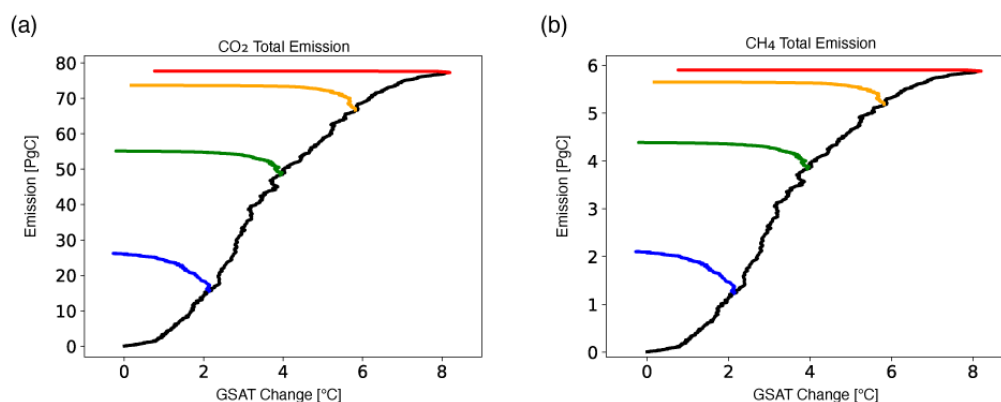 (a)
CO₂ Total Emission
Emission [PgC]
80
70
60
50
40
30
20
10
0
0 2 4 6 8
GSAT Change [°C]
(b)
CH₄ Total Emission
Emission [PgC]
6
5
4
3
2
1
0
0 2 4 6 8
GSAT Change [°C]